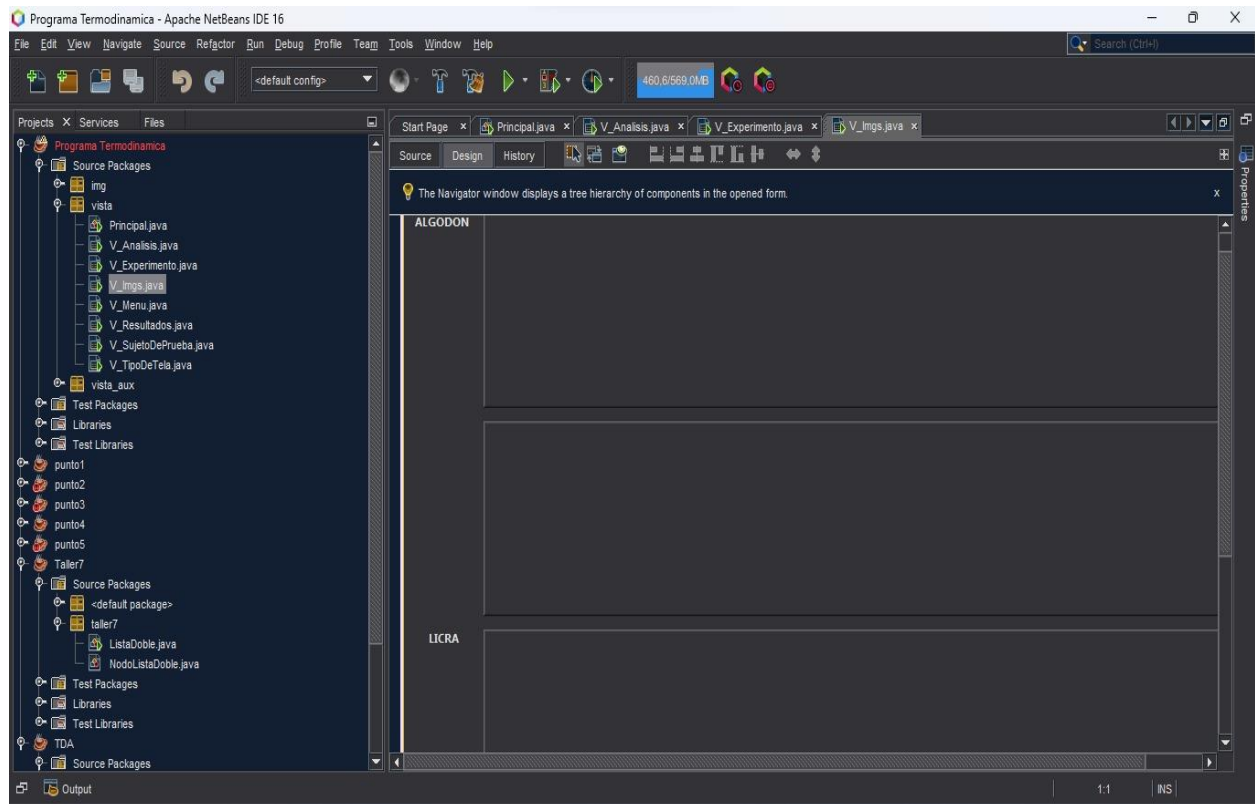 Programa Termodinamica - Apache NetBeans IDE 16
File Edit View Navigate Source Refactor Run Debug Profile Team Tools Window Help
Search (Ctrl+I)
<default config>
460,6/569,0MB
Projects Services Files
Start Page Principal.java V_Analisis.java V_Experimento.java V_Imgs.java
Programa Termodinamica
Source Packages
img
vista
Principal.java
V_Analisis.java
V_Experimento.java
V_Imgs.java
V_Menu.java
V_Resultados.java
V_SujetoDePrueba.java
V_TipoDeTela.java
vista_aux
Test Packages
Libraries
Test Libraries
punto1
punto2
punto3
punto4
punto5
Taller7
Source Packages
<default package>
taller7
ListaDoble.java
NodoListaDoble.java
Test Packages
Libraries
Test Libraries
TDA
Source Packages
Source Design History
The Navigator window displays a tree hierarchy of components in the opened form. x
ALGODON
LICRA
Properties
Output
1:1 INS